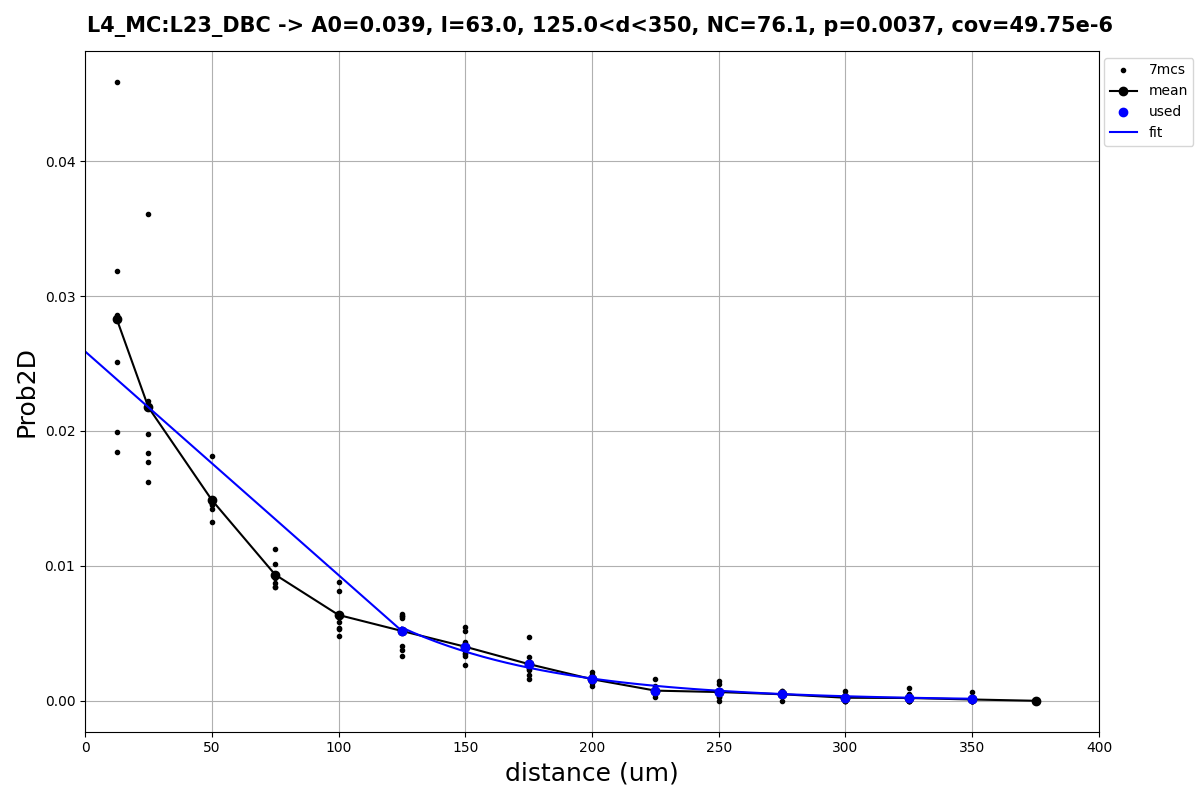 L4_MC:L23_DBC -> A0=0.039, l=63.0, 125.0<d<350, NC=76.1, p=0.0037, cov=49.75e-6
7mcs
mean
used
fit
Prob2D
0.04
0.03
0.02
0.01
0.00
0 50 100 150 200 250 300 350 400
distance (um)